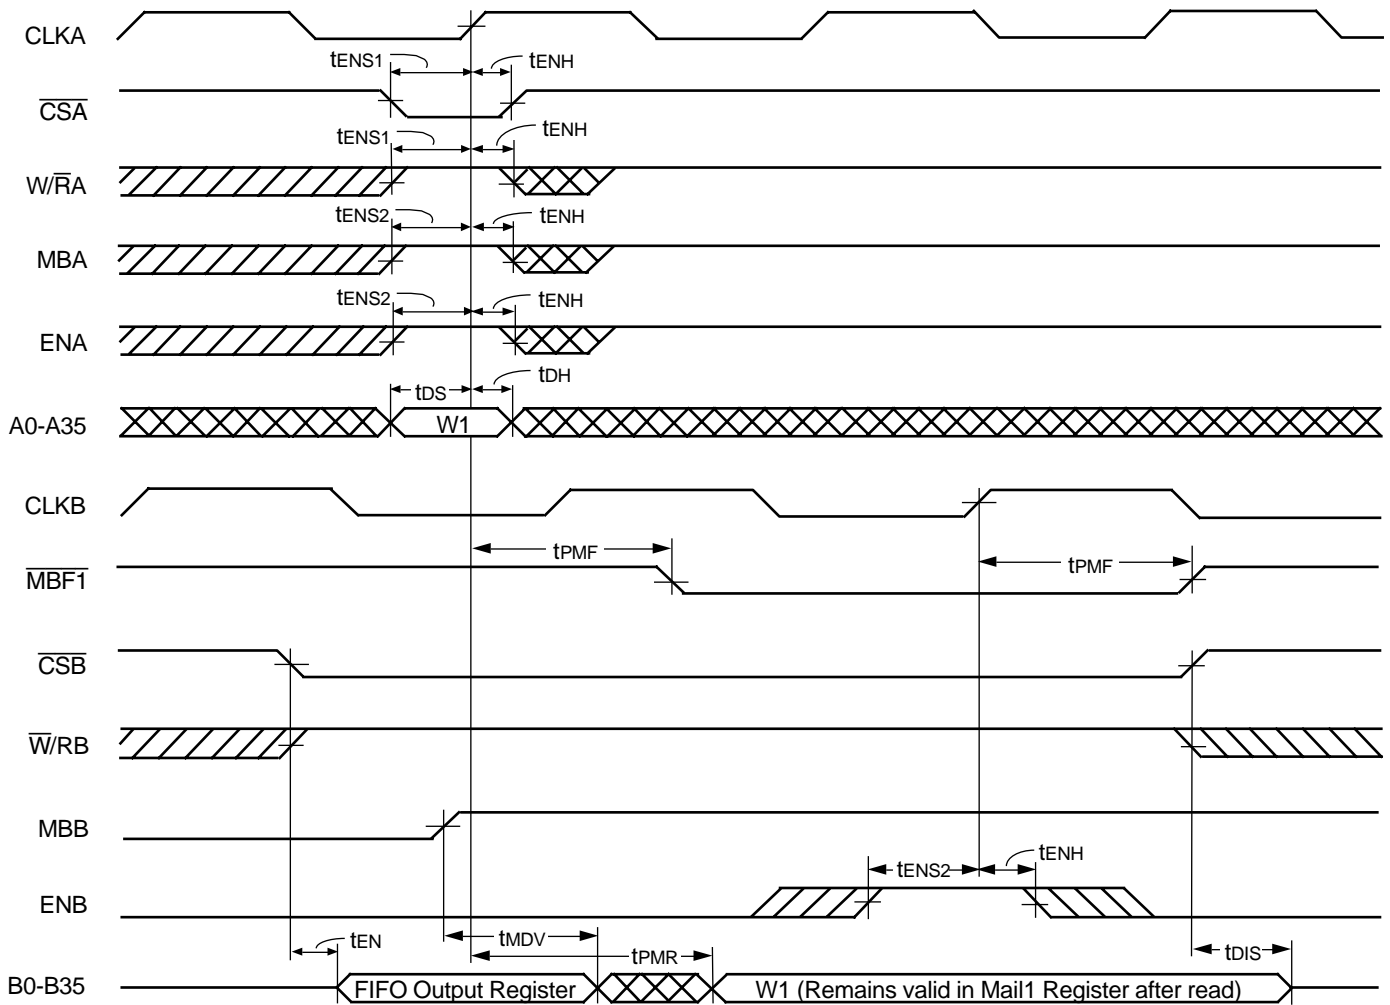 CLKA
tENS1 tENH
CSA
tENS1 tENH
W/RA
tENS2 tENH
MBA
tENS2 tENH
ENA
tDS tDH
A0-A35 W1
CLKB
tPMF tPMF
MBF1
CSB
W/RB
MBB
tENS2 tENH
ENB
tEN tMDV tPMR tDIS
B0-B35 FIFO Output Register W1 (Remains valid in Mail1 Register after read)